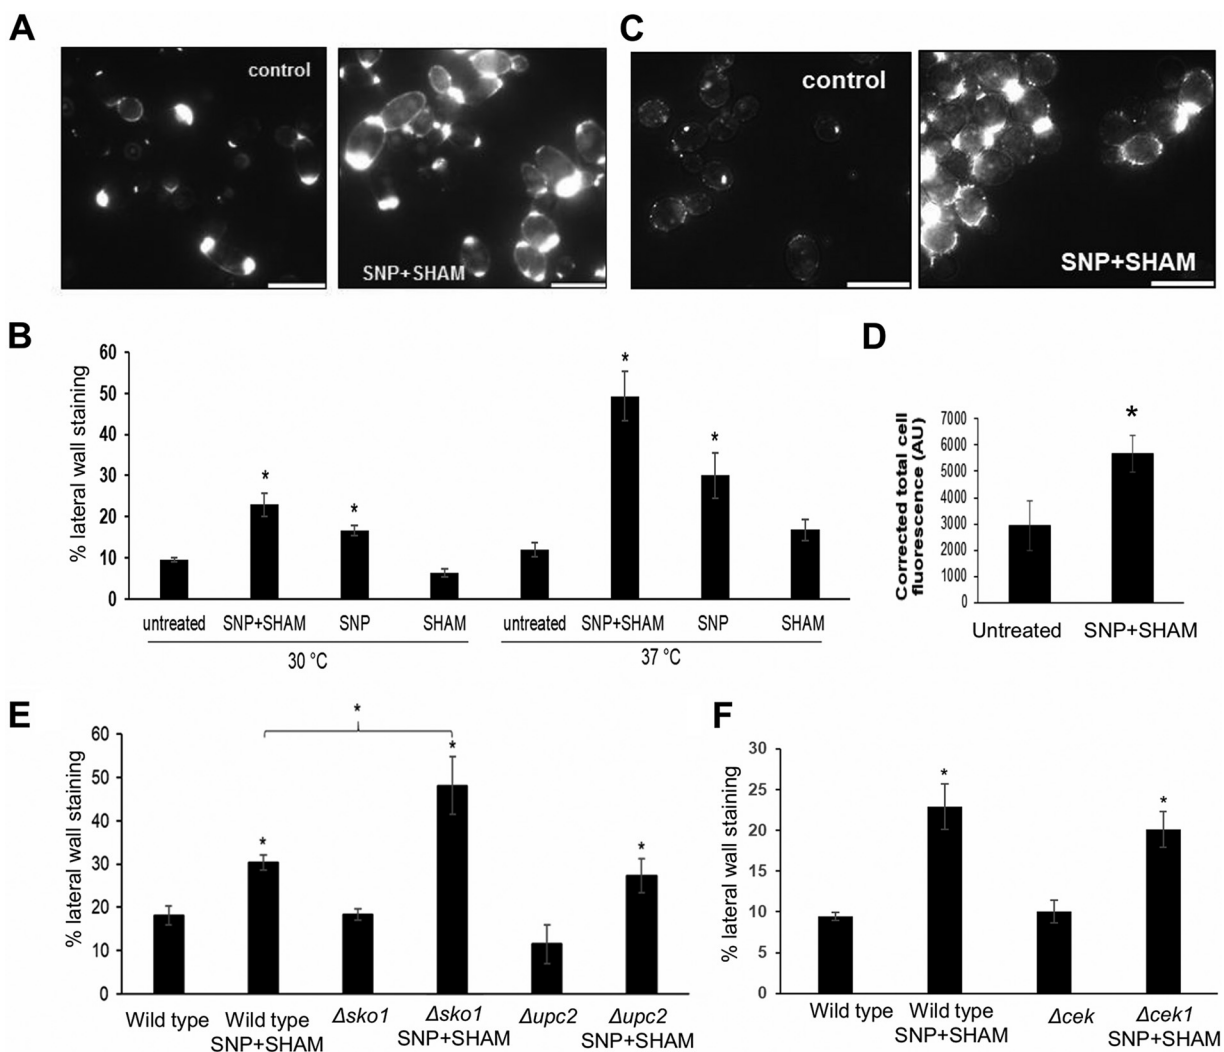 A
control
SNP+SHAM
C
control
SNP+SHAM
B
% lateral wall staining
60
50
40
30
20
10
0
untreated SNP+SHAM SNP SHAM untreated SNP+SHAM SNP SHAM
30 °C 37 °C
* * * *
D
Corrected total cell
fluorescence (AU)
7000
6000
5000
4000
3000
2000
1000
0
*
Untreated SNP+SHAM
E
% lateral wall staining
60
50
40
30
20
10
0
* * * *
Wild type Wild type Δsko1 Δsko1 Δupc2 Δupc2
SNP+SHAM SNP+SHAM SNP+SHAM
F
% lateral wall staining
30
25
20
15
10
5
0
* *
Wild type Wild type Δcek Δcek1
SNP+SHAM SNP+SHAM